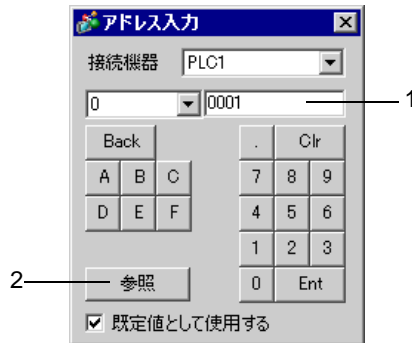 アドレス入力
接続機器 PLC1
0 0001 1
Back . Clr
A B C 7 8 9
D E F 4 5 6
1 2 3
2 参照 0 Ent
既定値として使用する